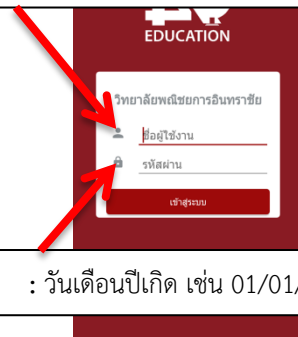 EDUCATION
วิทยาลัยพณิชยการอินทราชัย
ชื่อผู้ใช้งาน
รหัสผ่าน
เข้าสู่ระบบ
: วันเดือนปีเกิด เช่น 01/01/